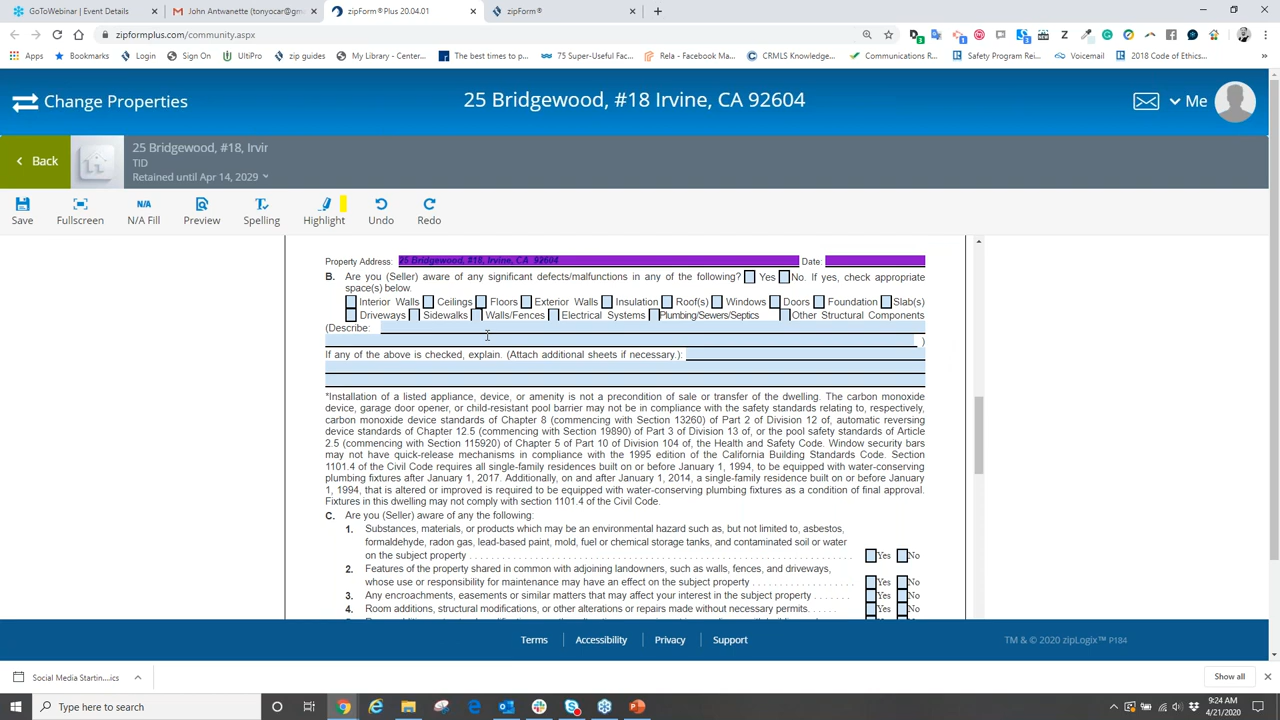 GoToWebinar | Event Details
John Antwanette (tonyocar@gm
zipForm®Plus 20.04.01
zipForm®
zipformplus.com/community.aspx
Apps
Bookmarks
Login
Sign On
UltiPro
zip guides
My Library - Center...
The best times to p...
75 Super-Useful Fac...
Rela - Facebook Ma...
CRMLS Knowledge...
Communications R...
Safety Program Rei...
Voicemail
2018 Code of Ethics...
Change Properties
25 Bridgewood, #18 Irvine, CA 92604
Me
Back
25 Bridgewood, #18, Irvir
TID
Retained until Apr 14, 2029
Save
Fullscreen
N/A
N/A Fill
Preview
Spelling
Highlight
Undo
Redo
Property Address: 25 Bridgewood, #18, Irvine, CA 92604 Date:
B. Are you (Seller) aware of any significant defects/malfunctions in any of the following? Yes No. If yes, check appropriate
space(s) below.
Interior Walls Ceilings Floors Exterior Walls Insulation Roof(s) Windows Doors Foundation Slab(s)
Driveways Sidewalks Walls/Fences Electrical Systems Plumbing/Sewers/Septics Other Structural Components
(Describe:
)
If any of the above is checked, explain. (Attach additional sheets if necessary.):
*Installation of a listed appliance, device, or amenity is not a precondition of sale or transfer of the dwelling. The carbon monoxide
device, garage door opener, or child-resistant pool barrier may not be in compliance with the safety standards relating to, respectively,
carbon monoxide device standards of Chapter 8 (commencing with Section 13260) of Part 2 of Division 12 of, automatic reversing
device standards of Chapter 12.5 (commencing with Section 19890) of Part 3 of Division 13 of, or the pool safety standards of Article
2.5 (commencing with Section 115920) of Chapter 5 of Part 10 of Division 104 of, the Health and Safety Code. Window security bars
may not have quick-release mechanisms in compliance with the 1995 edition of the California Building Standards Code. Section
1101.4 of the Civil Code requires all single-family residences built on or before January 1, 1994, to be equipped with water-conserving
plumbing fixtures after January 1, 2017. Additionally, on and after January 1, 2014, a single-family residence built on or before January
1, 1994, that is altered or improved is required to be equipped with water-conserving plumbing fixtures as a condition of final approval.
Fixtures in this dwelling may not comply with section 1101.4 of the Civil Code.
C. Are you (Seller) aware of any the following:
1. Substances, materials, or products which may be an environmental hazard such as, but not limited to, asbestos,
formaldehyde, radon gas, lead-based paint, mold, fuel or chemical storage tanks, and contaminated soil or water
on the subject property Yes No
2. Features of the property shared in common with adjoining landowners, such as walls, fences, and driveways,
whose use or responsibility for maintenance may have an effect on the subject property Yes No
3. Any encroachments, easements or similar matters that may affect your interest in the subject property Yes No
4. Room additions, structural modifications, or other alterations or repairs made without necessary permits. Yes No
Terms
Accessibility
Privacy
Support
TM & © 2020 zipLogix™ P184
Social Media Startin....ics
Show all
Type here to search
9:24 AM
4/21/2020